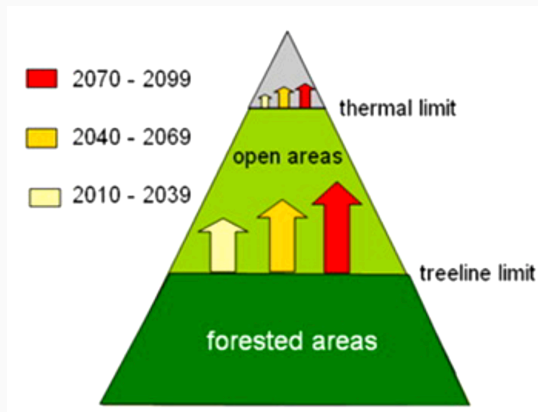 2070 - 2099
2040 - 2069
2010 - 2039
thermal limit
open areas
treeline limit
forested areas